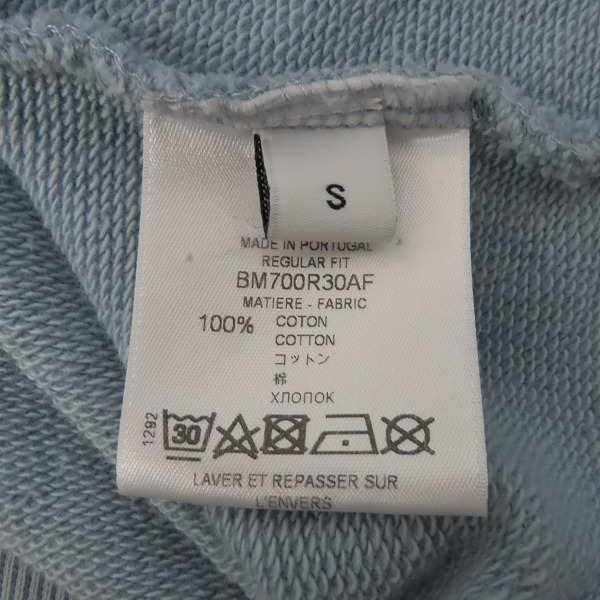 S
MADE IN PORTUGAL
REGULAR FIT
BM700R30AF
MATIERE - FABRIC
100% COTON
COTTON
コットン
棉
ХЛОПОК
1292
30
LAVER ET REPASSER SUR
L'ENVERS